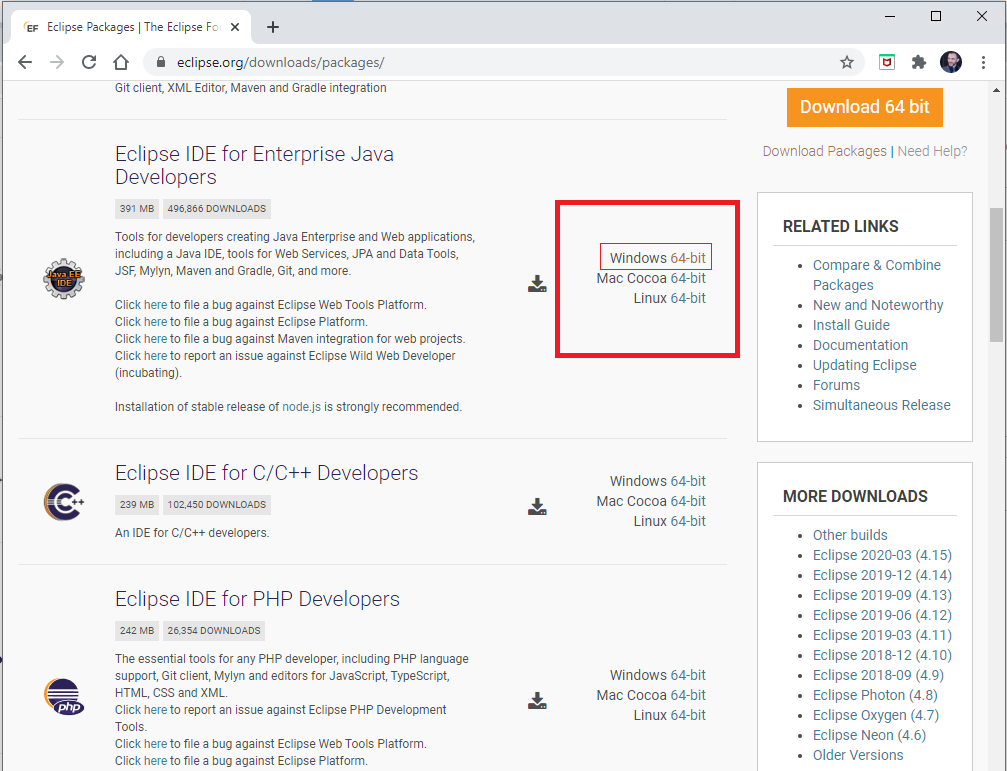 EF Eclipse Packages | The Eclipse Fo
eclipse.org/downloads/packages/
Git client, XML Editor, Maven and Gradle integration
Eclipse IDE for Enterprise Java
Developers
391 MB 496,866 DOWNLOADS
Tools for developers creating Java Enterprise and Web applications,
including a Java IDE, tools for Web Services, JPA and Data Tools,
JSF, Mylyn, Maven and Gradle, Git, and more.
Click here to file a bug against Eclipse Web Tools Platform.
Click here to file a bug against Eclipse Platform.
Click here to file a bug against Maven integration for web projects.
Click here to report an issue against Eclipse Wild Web Developer
(incubating).
Installation of stable release of node.js is strongly recommended.
Java EE
IDE
Windows 64-bit
Mac Cocoa 64-bit
Linux 64-bit
Eclipse IDE for C/C++ Developers
239 MB 102,450 DOWNLOADS
An IDE for C/C++ developers.
C++
Windows 64-bit
Mac Cocoa 64-bit
Linux 64-bit
Eclipse IDE for PHP Developers
242 MB 26,354 DOWNLOADS
The essential tools for any PHP developer, including PHP language
support, Git client, Mylyn and editors for JavaScript, TypeScript,
HTML, CSS and XML.
Click here to report an issue against Eclipse PHP Development
Tools.
Click here to file a bug against Eclipse Web Tools Platform.
Click here to file a bug against Eclipse Platform.
php
Windows 64-bit
Mac Cocoa 64-bit
Linux 64-bit
Download 64 bit
Download Packages | Need Help?
RELATED LINKS
Compare & Combine
Packages
New and Noteworthy
Install Guide
Documentation
Updating Eclipse
Forums
Simultaneous Release
MORE DOWNLOADS
Other builds
Eclipse 2020-03 (4.15)
Eclipse 2019-12 (4.14)
Eclipse 2019-09 (4.13)
Eclipse 2019-06 (4.12)
Eclipse 2019-03 (4.11)
Eclipse 2018-12 (4.10)
Eclipse 2018-09 (4.9)
Eclipse Photon (4.8)
Eclipse Oxygen (4.7)
Eclipse Neon (4.6)
Older Versions